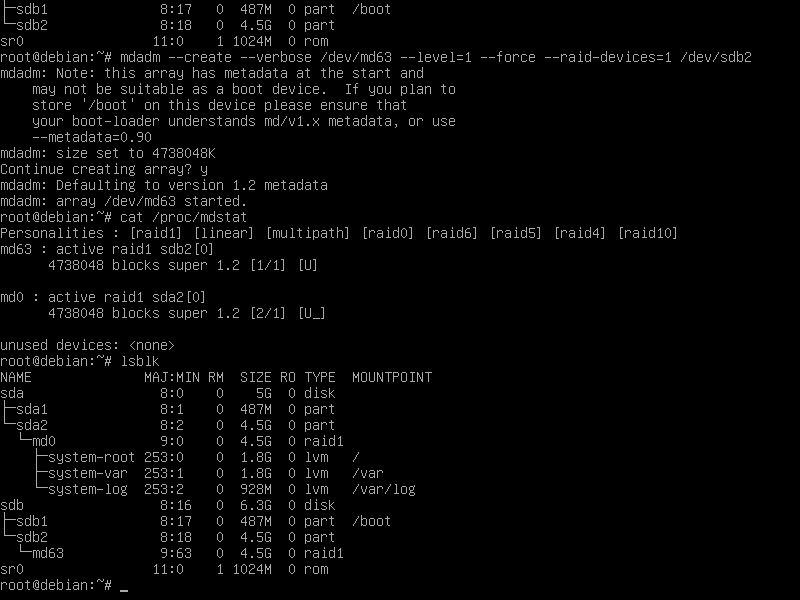 ├─sdb1              8:17   0  487M  0 part  /boot
└─sdb2              8:18   0  4.5G  0 part
sr0                11:0    1 1024M  0 rom
root@debian:~# mdadm --create --verbose /dev/md63 --level=1 --force --raid-devices=1 /dev/sdb2
mdadm: Note: this array has metadata at the start and
    may not be suitable as a boot device.  If you plan to
    store '/boot' on this device please ensure that
    your boot-loader understands md/v1.x metadata, or use
    --metadata=0.90
mdadm: size set to 4738048K
Continue creating array? y
mdadm: Defaulting to version 1.2 metadata
mdadm: array /dev/md63 started.
root@debian:~# cat /proc/mdstat
Personalities : [raid1] [linear] [multipath] [raid0] [raid6] [raid5] [raid4] [raid10]
md63 : active raid1 sdb2[0]
      4738048 blocks super 1.2 [1/1] [U]

md0 : active raid1 sda2[0]
      4738048 blocks super 1.2 [2/1] [U_]

unused devices: <none>
root@debian:~# lsblk
NAME              MAJ:MIN RM  SIZE RO TYPE  MOUNTPOINT
sda                 8:0    0    5G  0 disk
├─sda1              8:1    0  487M  0 part
└─sda2              8:2    0  4.5G  0 part
  └─md0             9:0    0  4.5G  0 raid1
    ├─system-root 253:0    0  1.8G  0 lvm   /
    ├─system-var  253:1    0  1.8G  0 lvm   /var
    └─system-log  253:2    0  928M  0 lvm   /var/log
sdb                 8:16   0  6.3G  0 disk
├─sdb1              8:17   0  487M  0 part  /boot
└─sdb2              8:18   0  4.5G  0 part
  └─md63            9:63   0  4.5G  0 raid1
sr0                11:0    1 1024M  0 rom
root@debian:~# _